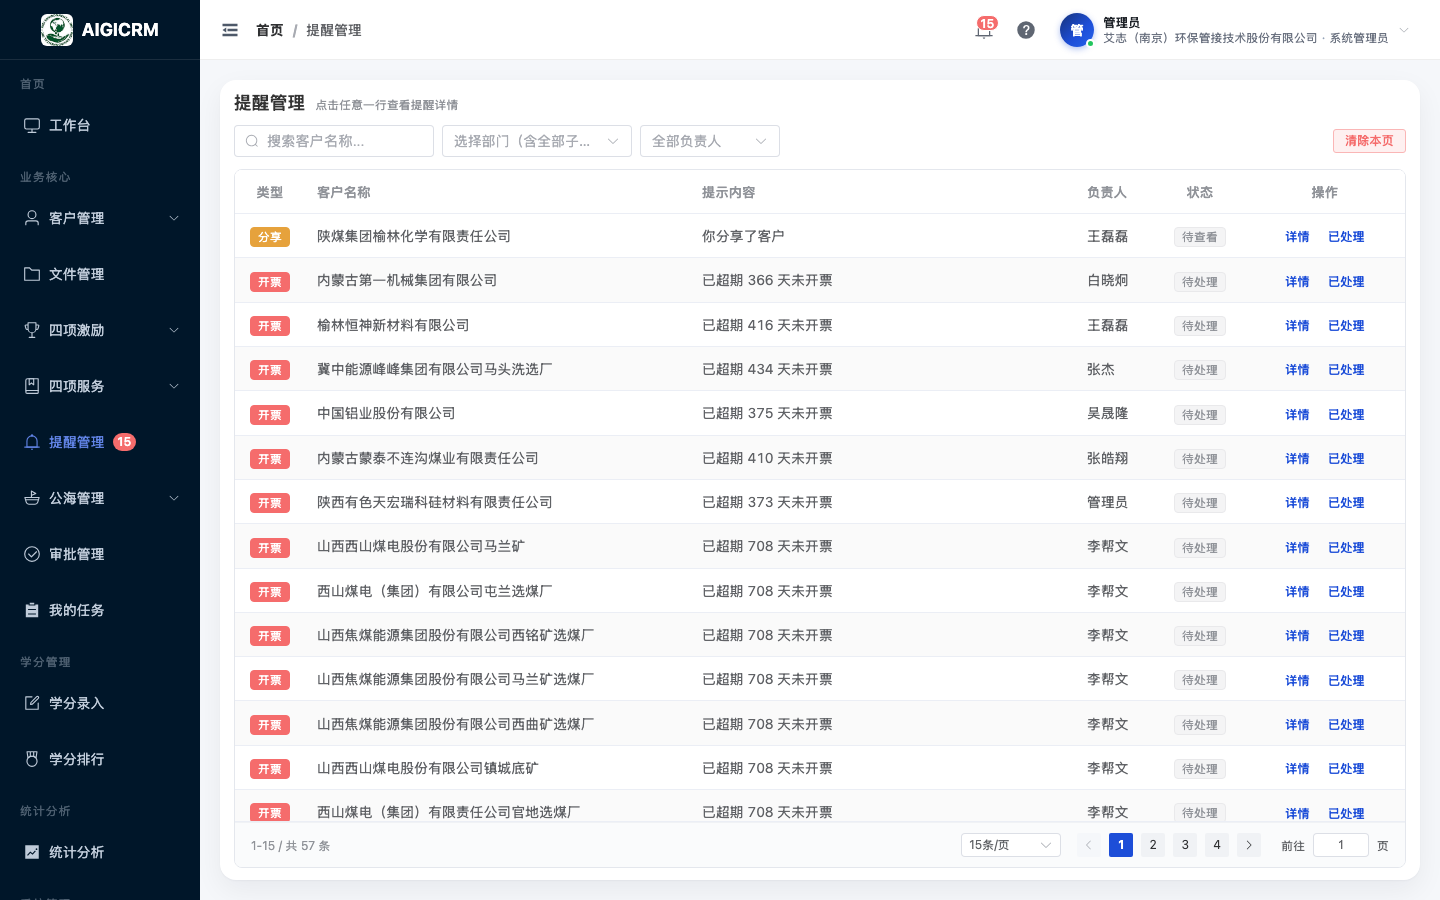 AIGICRM
首页
工作台
业务核心
客户管理
文件管理
四项激励
四项服务
提醒管理 15
公海管理
审批管理
我的任务
学分管理
学分录入
学分排行
统计分析
统计分析
首页 / 提醒管理
15
管
管理员
艾志（南京）环保管接技术股份有限公司 · 系统管理员
提醒管理 点击任意一行查看提醒详情
搜索客户名称... 选择部门（含全部子... 全部负责人 清除本页
类型 客户名称 提示内容 负责人 状态 操作
分享 陕煤集团榆林化学有限责任公司 你分享了客户 王磊磊 待查看 详情 已处理
开票 内蒙古第一机械集团有限公司 已超期 366 天未开票 白晓炯 待处理 详情 已处理
开票 榆林恒神新材料有限公司 已超期 416 天未开票 王磊磊 待处理 详情 已处理
开票 冀中能源峰峰集团有限公司马头洗选厂 已超期 434 天未开票 张杰 待处理 详情 已处理
开票 中国铝业股份有限公司 已超期 375 天未开票 吴晟隆 待处理 详情 已处理
开票 内蒙古蒙泰不连沟煤业有限责任公司 已超期 410 天未开票 张皓翔 待处理 详情 已处理
开票 陕西有色天宏瑞科硅材料有限责任公司 已超期 373 天未开票 管理员 待处理 详情 已处理
开票 山西西山煤电股份有限公司马兰矿 已超期 708 天未开票 李帮文 待处理 详情 已处理
开票 西山煤电（集团）有限公司屯兰选煤厂 已超期 708 天未开票 李帮文 待处理 详情 已处理
开票 山西焦煤能源集团股份有限公司西铭矿选煤厂 已超期 708 天未开票 李帮文 待处理 详情 已处理
开票 山西焦煤能源集团股份有限公司马兰矿选煤厂 已超期 708 天未开票 李帮文 待处理 详情 已处理
开票 山西焦煤能源集团股份有限公司西曲矿选煤厂 已超期 708 天未开票 李帮文 待处理 详情 已处理
开票 山西西山煤电股份有限公司镇城底矿 已超期 708 天未开票 李帮文 待处理 详情 已处理
开票 西山煤电（集团）有限责任公司官地选煤厂 已超期 708 天未开票 李帮文 待处理 详情 已处理
1-15 / 共 57 条 15条/页 1 2 3 4 前往 1 页